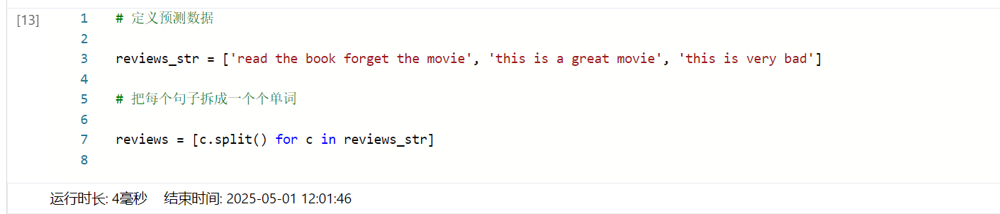 [13]
1 # 定义预测数据
2
3 reviews_str = ['read the book forget the movie', 'this is a great movie', 'this is very bad']
4
5 # 把每个句子拆成一个个单词
6
7 reviews = [c.split() for c in reviews_str]
8
运行时长: 4毫秒 结束时间: 2025-05-01 12:01:46